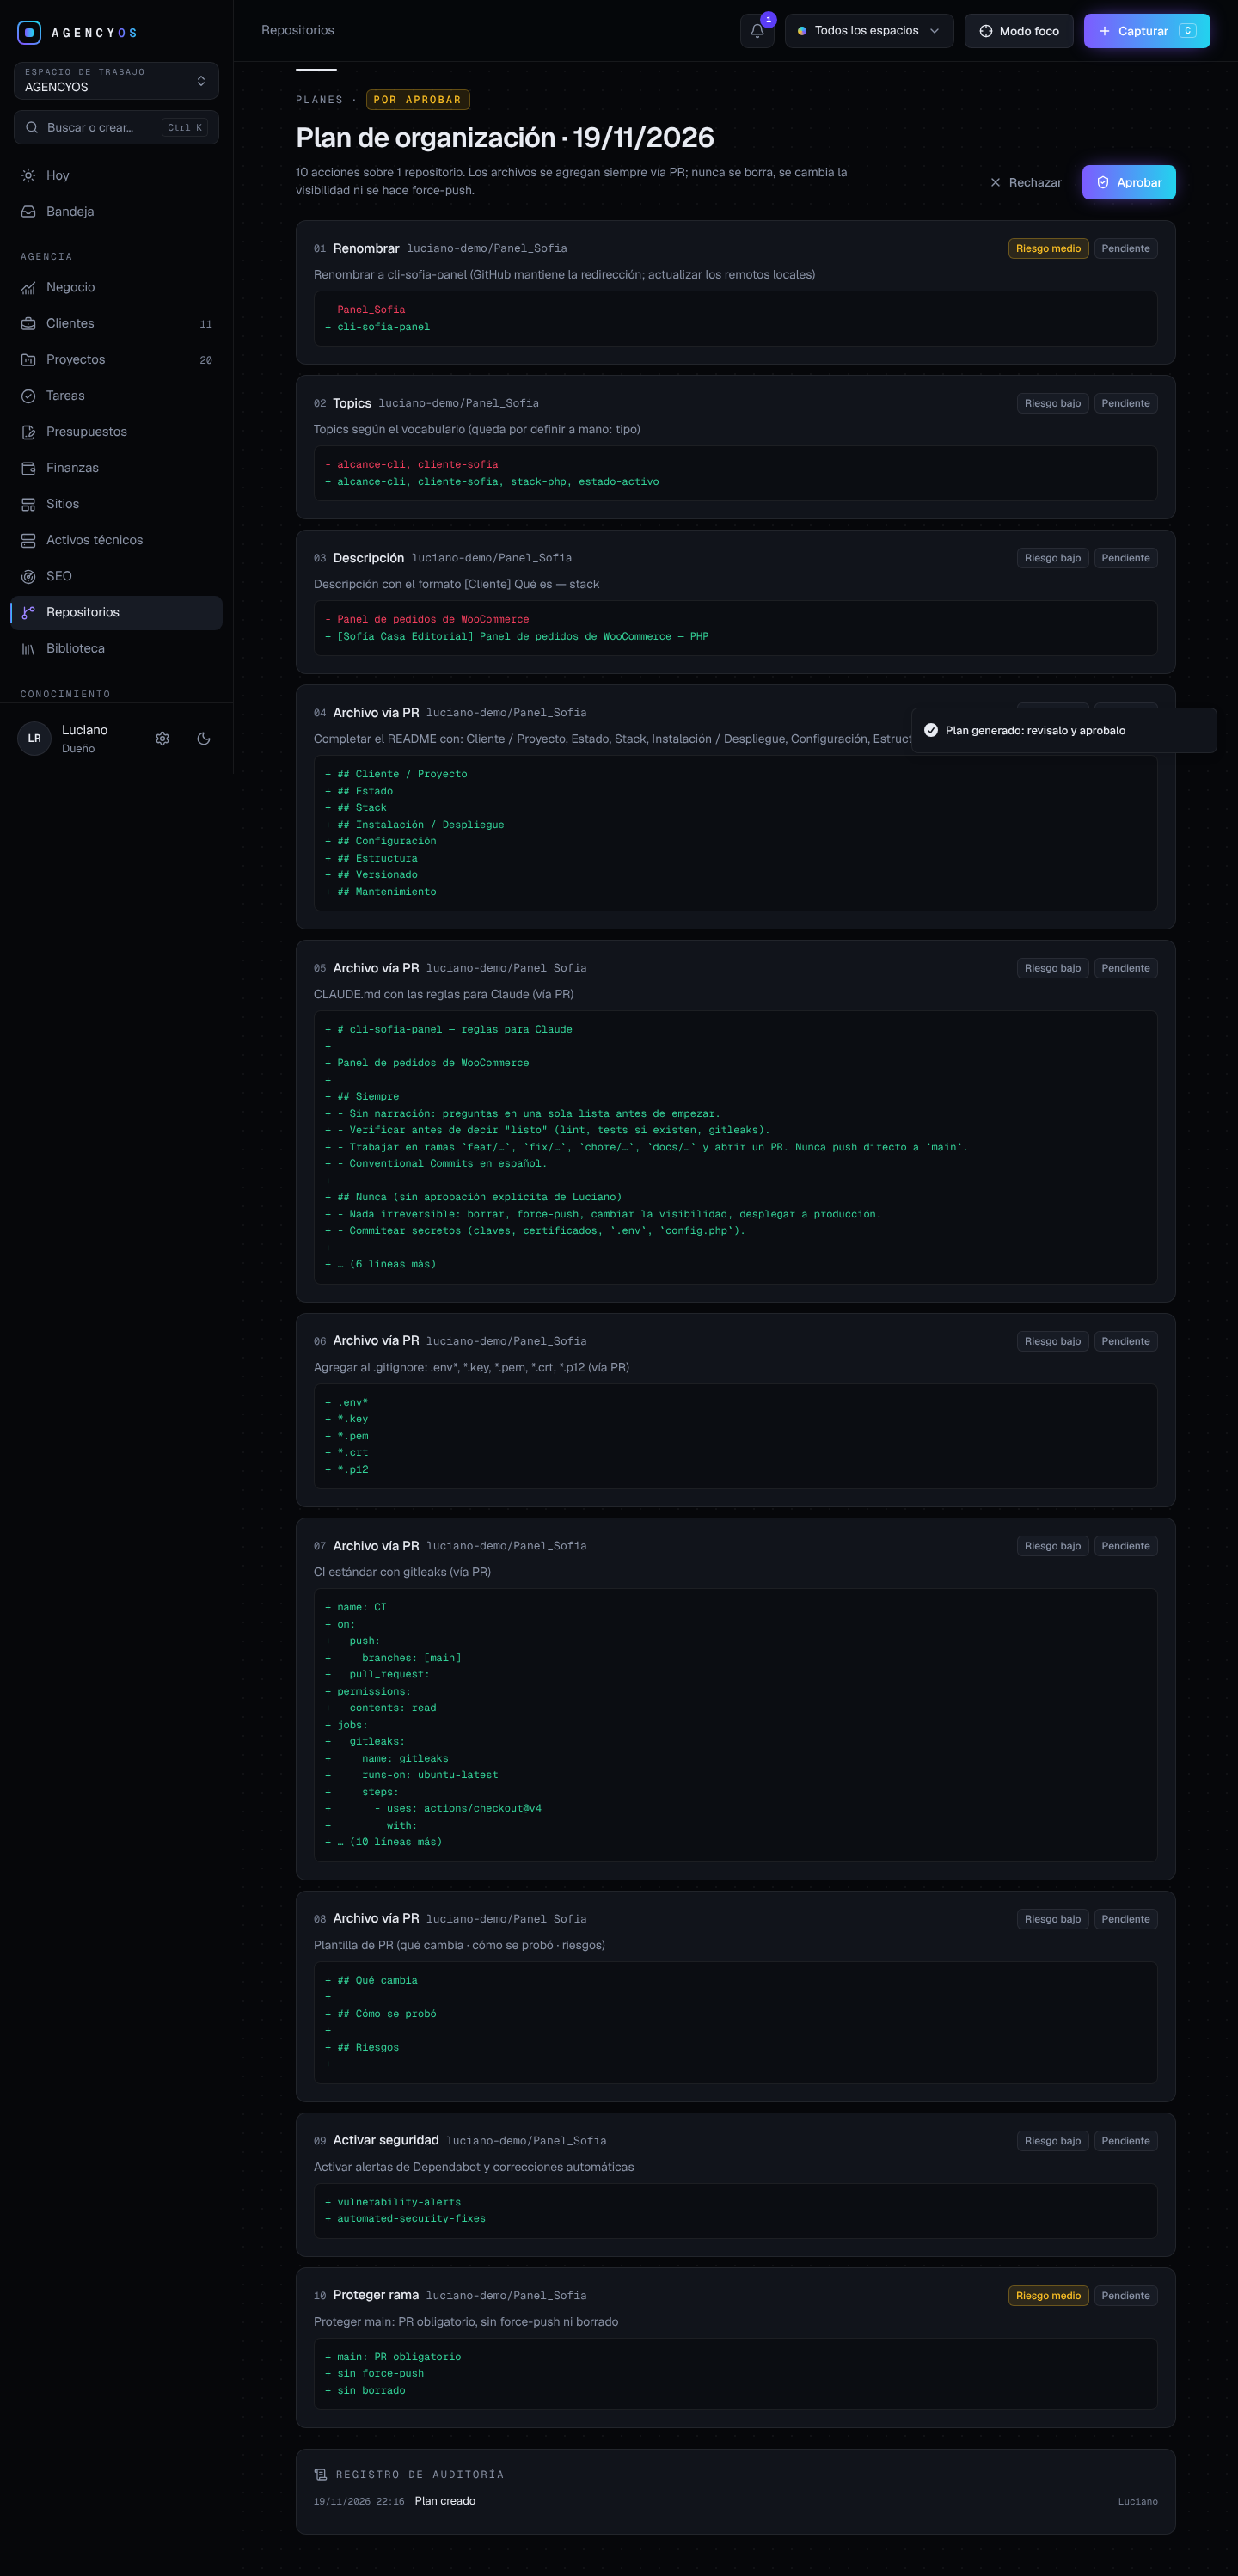 AGENCYOS
ESPACIO DE TRABAJO
AGENCYOS
Buscar o crear... Ctrl K
Hoy
Bandeja
AGENCIA
Negocio
Clientes 11
Proyectos 20
Tareas
Presupuestos
Finanzas
Sitios
Activos técnicos
SEO
Repositorios
Biblioteca
CONOCIMIENTO
LR Luciano
Dueño
Repositorios
1
Todos los espacios
Modo foco
Capturar C
PLANES · POR APROBAR
Plan de organización · 19/11/2026
10 acciones sobre 1 repositorio. Los archivos se agregan siempre vía PR; nunca se borra, se cambia la
visibilidad ni se hace force-push.
Rechazar
Aprobar
01 Renombrar luciano-demo/Panel_Sofia Riesgo medio Pendiente
Renombrar a cli-sofia-panel (GitHub mantiene la redirección; actualizar los remotos locales)
- Panel_Sofia
+ cli-sofia-panel
02 Topics luciano-demo/Panel_Sofia Riesgo bajo Pendiente
Topics según el vocabulario (queda por definir a mano: tipo)
- alcance-cli, cliente-sofia
+ alcance-cli, cliente-sofia, stack-php, estado-activo
03 Descripción luciano-demo/Panel_Sofia Riesgo bajo Pendiente
Descripción con el formato [Cliente] Qué es — stack
- Panel de pedidos de WooCommerce
+ [Sofía Casa Editorial] Panel de pedidos de WooCommerce — PHP
04 Archivo vía PR luciano-demo/Panel_Sofia
Completar el README con: Cliente / Proyecto, Estado, Stack, Instalación / Despliegue, Configuración, Estruct
Plan generado: revisalo y aprobalo
+ ## Cliente / Proyecto
+ ## Estado
+ ## Stack
+ ## Instalación / Despliegue
+ ## Configuración
+ ## Estructura
+ ## Versionado
+ ## Mantenimiento
05 Archivo vía PR luciano-demo/Panel_Sofia Riesgo bajo Pendiente
CLAUDE.md con las reglas para Claude (vía PR)
+ # cli-sofia-panel — reglas para Claude
+
+ Panel de pedidos de WooCommerce
+
+ ## Siempre
+ - Sin narración: preguntas en una sola lista antes de empezar.
+ - Verificar antes de decir "listo" (lint, tests si existen, gitleaks).
+ - Trabajar en ramas `feat/…`, `fix/…`, `chore/…`, `docs/…` y abrir un PR. Nunca push directo a `main`.
+ - Conventional Commits en español.
+
+ ## Nunca (sin aprobación explícita de Luciano)
+ - Nada irreversible: borrar, force-push, cambiar la visibilidad, desplegar a producción.
+ - Commitear secretos (claves, certificados, `.env`, `config.php`).
+
+ … (6 líneas más)
06 Archivo vía PR luciano-demo/Panel_Sofia Riesgo bajo Pendiente
Agregar al .gitignore: .env*, *.key, *.pem, *.crt, *.p12 (vía PR)
+ .env*
+ *.key
+ *.pem
+ *.crt
+ *.p12
07 Archivo vía PR luciano-demo/Panel_Sofia Riesgo bajo Pendiente
CI estándar con gitleaks (vía PR)
+ name: CI
+ on:
+   push:
+     branches: [main]
+   pull_request:
+ permissions:
+   contents: read
+ jobs:
+   gitleaks:
+     name: gitleaks
+     runs-on: ubuntu-latest
+     steps:
+       - uses: actions/checkout@v4
+         with:
+ … (10 líneas más)
08 Archivo vía PR luciano-demo/Panel_Sofia Riesgo bajo Pendiente
Plantilla de PR (qué cambia · cómo se probó · riesgos)
+ ## Qué cambia
+
+ ## Cómo se probó
+
+ ## Riesgos
+
09 Activar seguridad luciano-demo/Panel_Sofia Riesgo bajo Pendiente
Activar alertas de Dependabot y correcciones automáticas
+ vulnerability-alerts
+ automated-security-fixes
10 Proteger rama luciano-demo/Panel_Sofia Riesgo medio Pendiente
Proteger main: PR obligatorio, sin force-push ni borrado
+ main: PR obligatorio
+ sin force-push
+ sin borrado
REGISTRO DE AUDITORÍA
19/11/2026 22:16 Plan creado Luciano